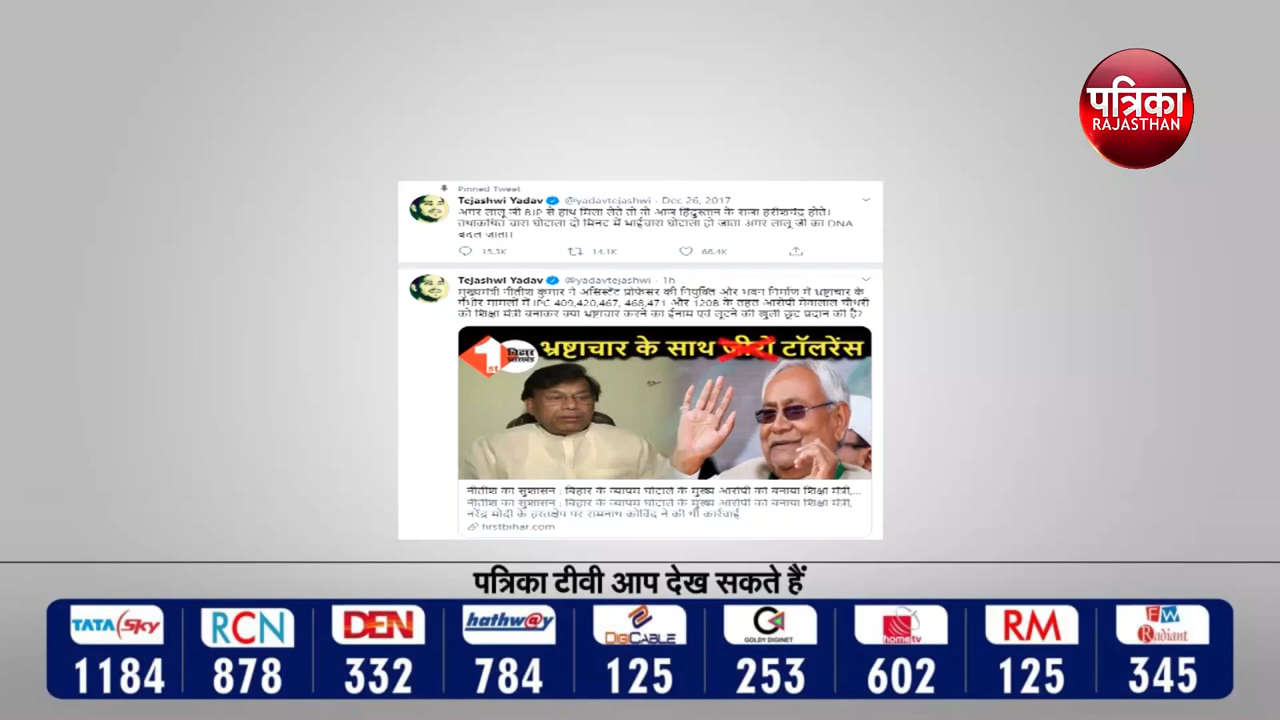 पत्रिका
RAJASTHAN
Pinned Tweet
Tejashwi Yadav @yadavtejashwi · Dec 26, 2017
अगर लालू जी BJP से हाथ मिला लेते तो वो आज हिंदुस्तान के राजा हरीशचंद्र होते।
तथाकथित चारा घोटाला दो मिनट में भाईचारा घोटाला हो जाता अगर लालू जी का DNA
बदल जाता।
15.3K 14.1K 66.4K
Tejashwi Yadav @yadavtejashwi · 1h
मुख्यमंत्री नीतीश कुमार ने असिस्टेंट प्रोफेसर की नियुक्ति और भवन निर्माण में भ्रष्टाचार के
गंभीर मामलों में IPC 409,420,467, 468,471 और 120B के तहत आरोपी मेवालाल चौधरी
को शिक्षा मंत्री बनाकर क्या भ्रष्टाचार करने का ईनाम एवं लूटने की खुली छूट प्रदान की है?
1st बिहार झारखंड
भ्रष्टाचार के साथ जीरो टॉलरेंस
नीतीश का सुशासन : बिहार के व्यापम घोटाले के मुख्य आरोपी को बनाया शिक्षा मंत्री,...
नीतीश का सुशासन : बिहार के व्यापम घोटाले के मुख्य आरोपी को बनाया शिक्षा मंत्री,
नरेंद्र मोदी के हस्तक्षेप पर रामनाथ कोविंद ने की थी कार्रवाई
firstbihar.com
पत्रिका टीवी आप देख सकते हैं
TATA Sky RCN DEN hathw@y DIGICABLE GOLDY DIGINET hometv RM FW Radiant
1184 878 332 784 125 253 602 125 345